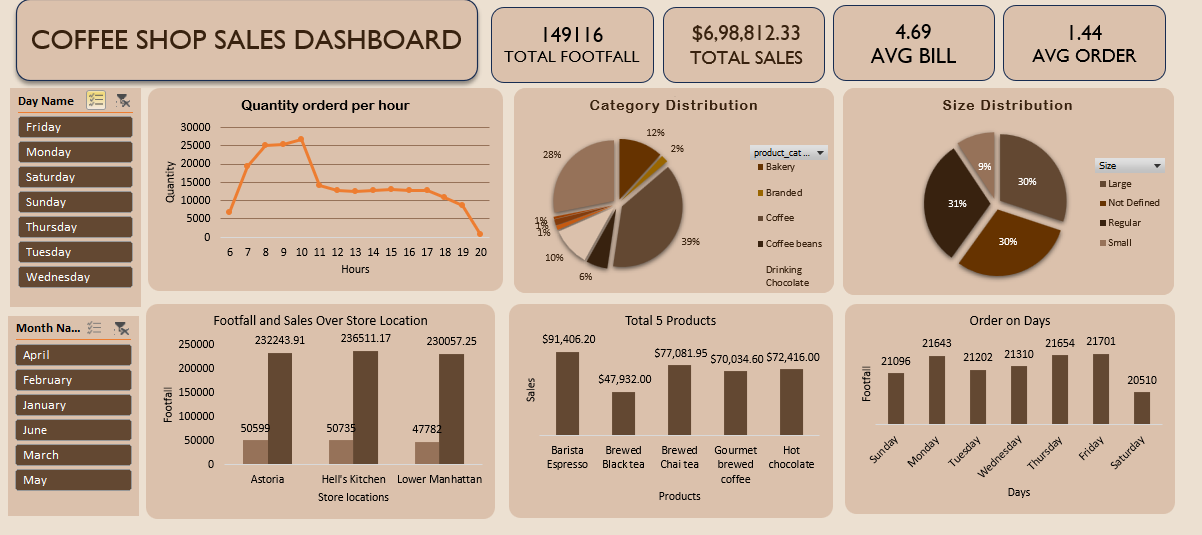 COFFEE SHOP SALES DASHBOARD
149116
TOTAL FOOTFALL
$6,98,812.33
TOTAL SALES
4.69
AVG BILL
1.44
AVG ORDER
Day Name
Friday
Monday
Saturday
Sunday
Thursday
Tuesday
Wednesday
Month Na...
April
February
January
June
March
May
Quantity orderd per hour
Quantity
30000
25000
20000
15000
10000
5000
0
6 7 8 9 10 11 12 13 14 15 16 17 18 19 20
Hours
Category Distribution
12%
2%
39%
6%
10%
1%
1%
1%
28%
product_cat ...
Bakery
Branded
Coffee
Coffee beans
Drinking
Chocolate
Size Distribution
30%
30%
31%
9%
Size
Large
Not Defined
Regular
Small
Footfall and Sales Over Store Location
Footfall
250000
200000
150000
100000
50000
0
232243.91
236511.17
230057.25
50599
50735
47782
Astoria Hell's Kitchen Lower Manhattan
Store locations
Total 5 Products
Sales
$91,406.20
$47,932.00
$77,081.95
$70,034.60
$72,416.00
Barista
Espresso
Brewed
Black tea
Brewed
Chai tea
Gourmet
brewed
coffee
Hot
chocolate
Products
Order on Days
Footfall
21096
21643
21202
21310
21654
21701
20510
Sunday
Monday
Tuesday
Wednesday
Thursday
Friday
Saturday
Days